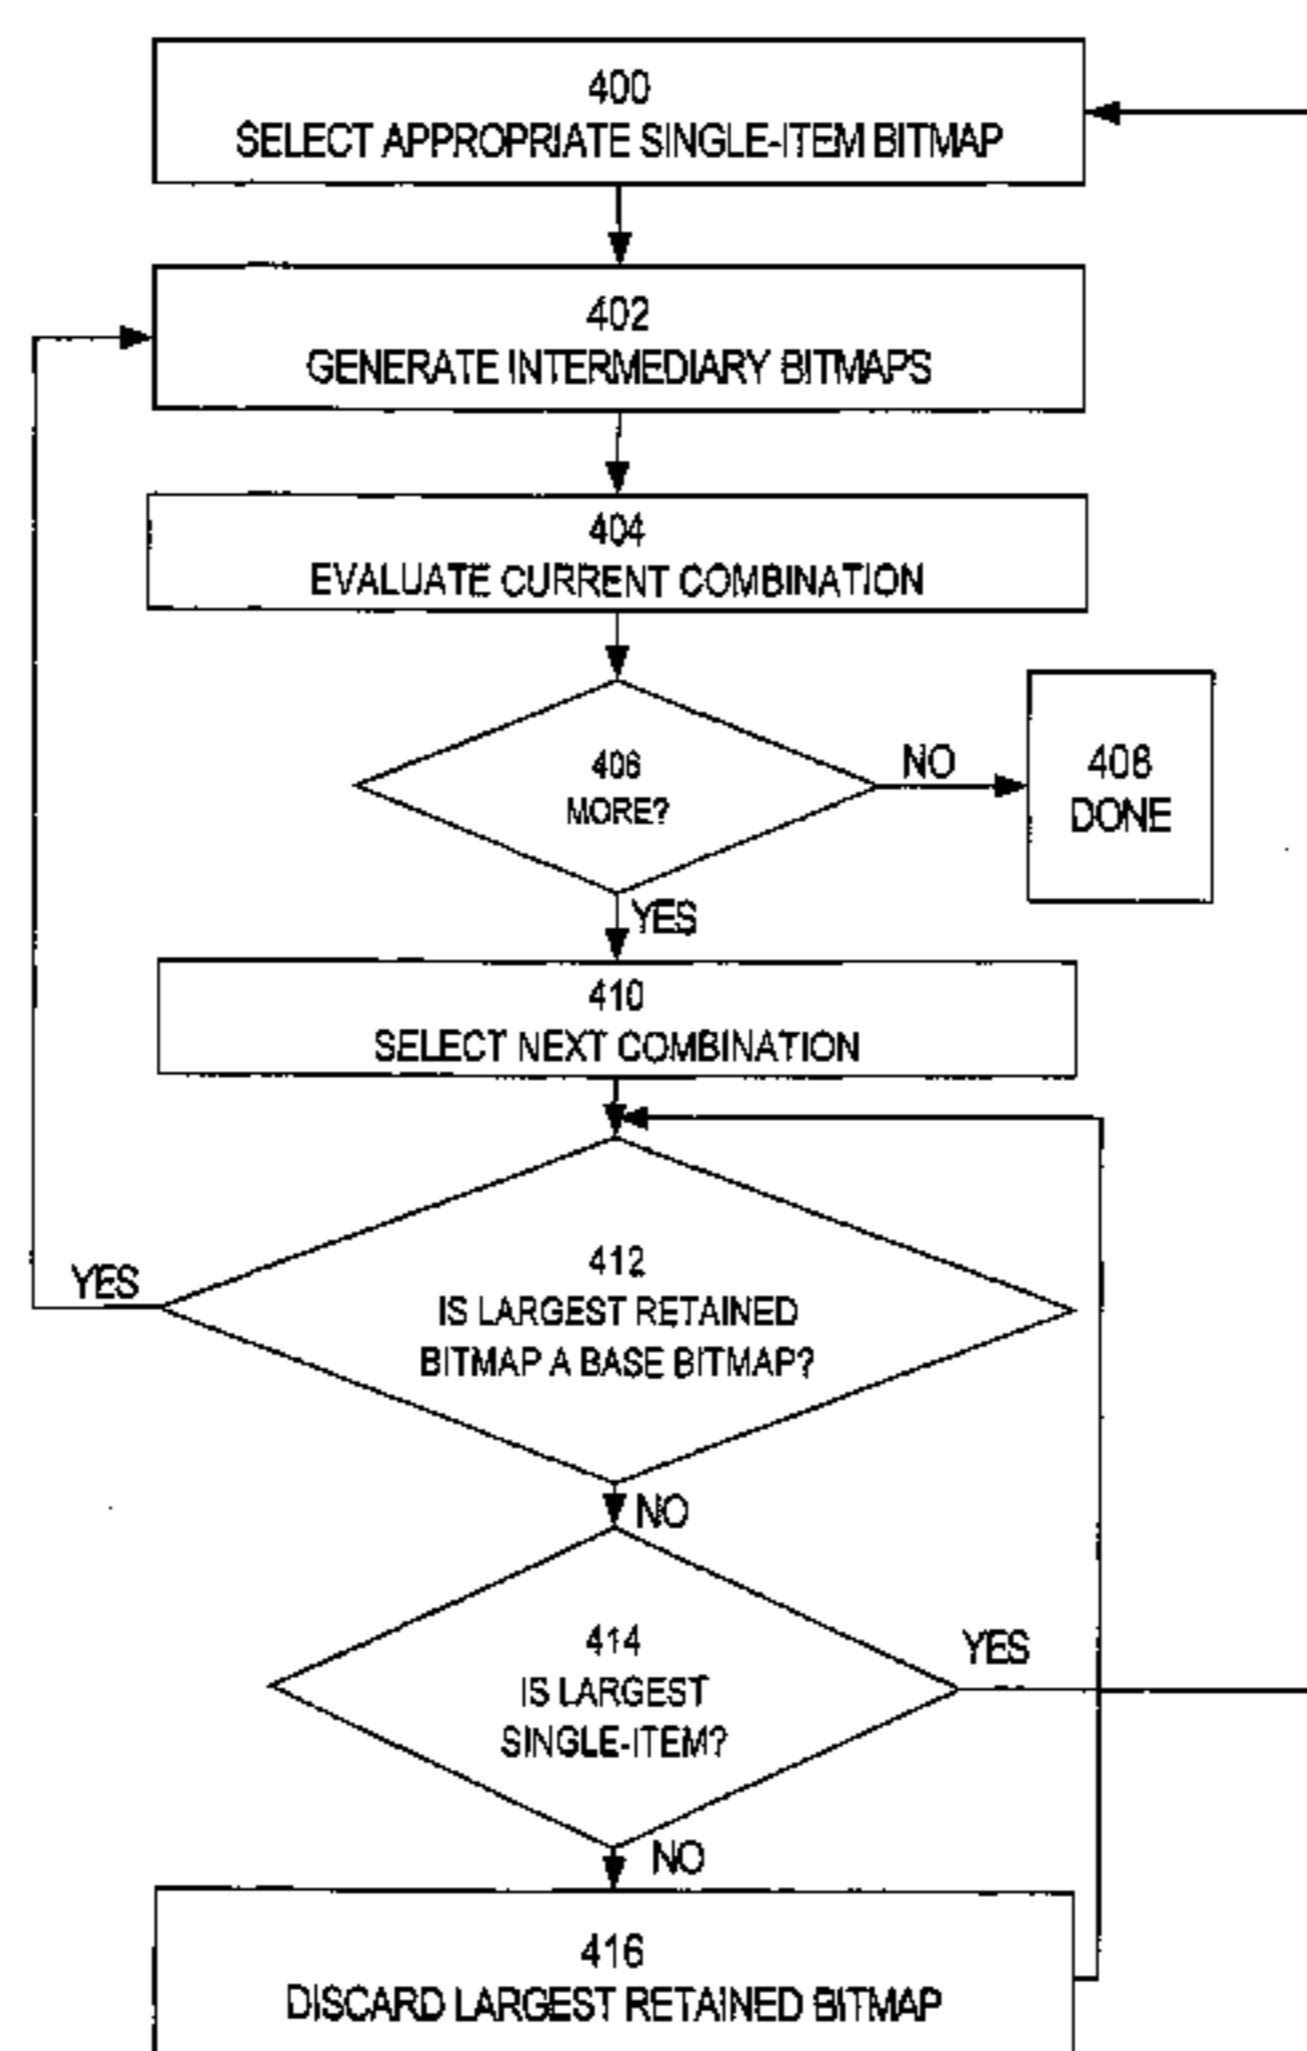 400
SELECT APPROPRIATE SINGLE-ITEM BITMAP
402
GENERATE INTERMEDIARY BITMAPS
404
EVALUATE CURRENT COMBINATION
406
MORE?
NO
408
DONE
YES
410
SELECT NEXT COMBINATION
412
IS LARGEST RETAINED
BITMAP A BASE BITMAP?
YES
NO
414
IS LARGEST
SINGLE-ITEM?
YES
NO
416
DISCARD LARGEST RETAINED BITMAP